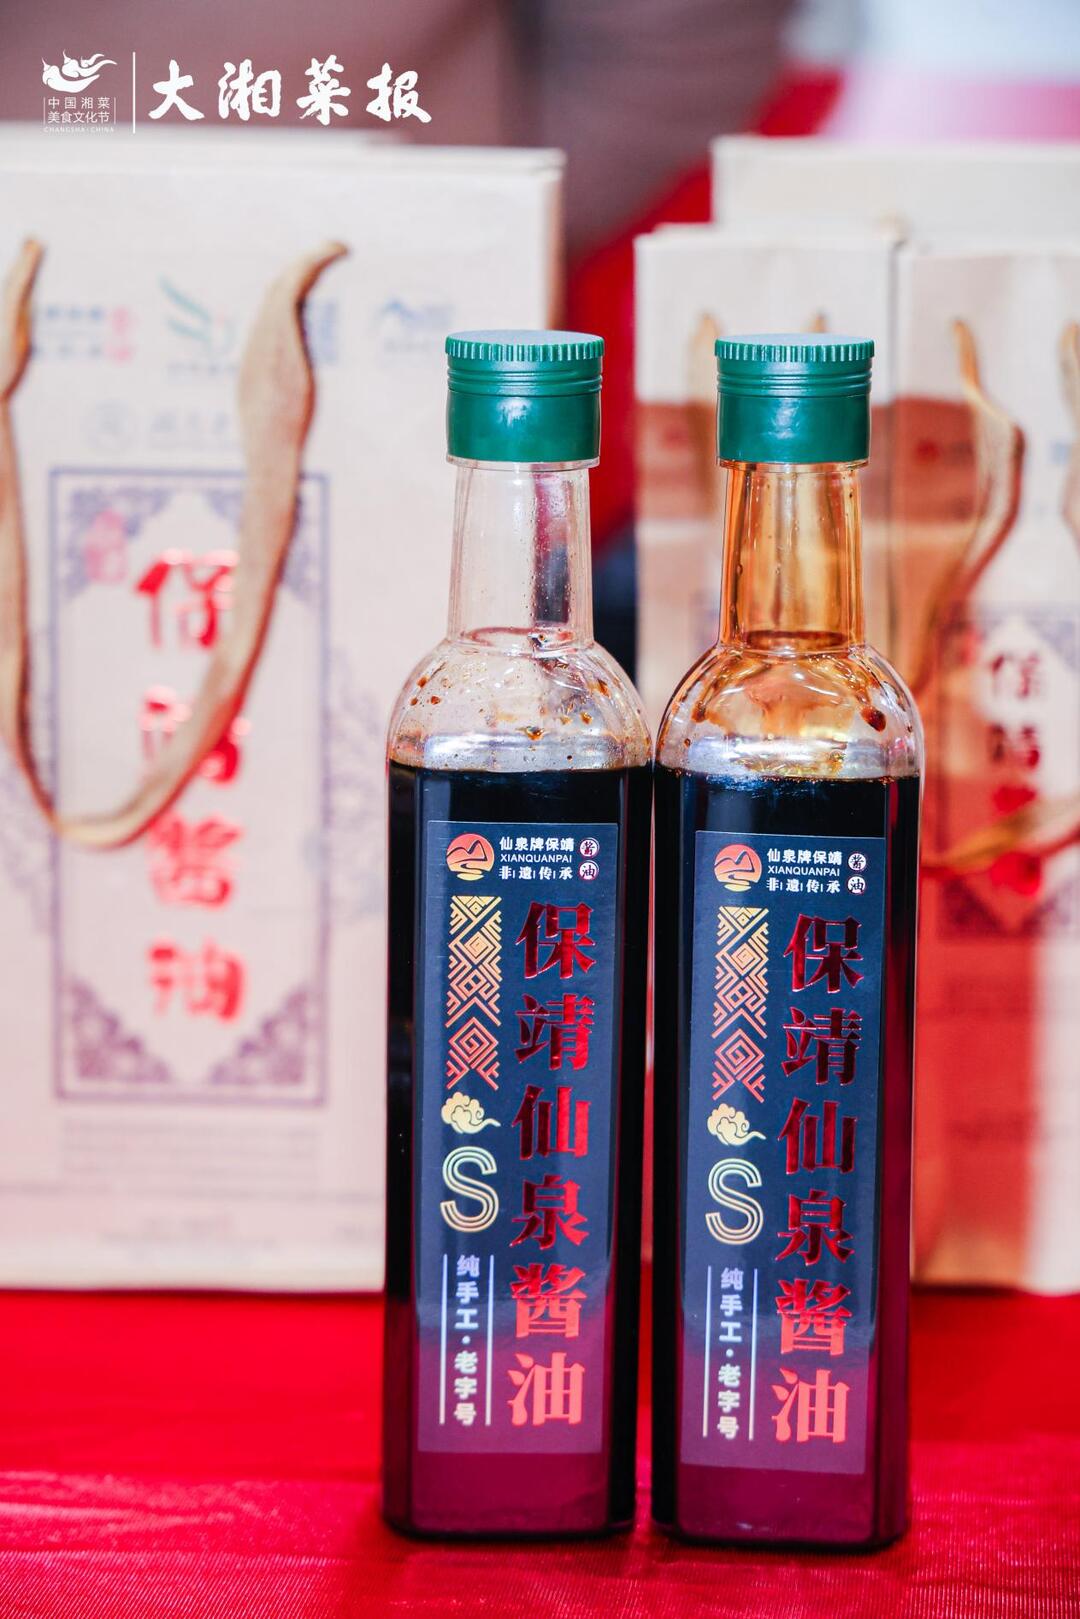 中国湘菜
美食文化节
CHANGSHA·CHINA
大湘菜报
保靖酱油
仙泉牌保靖
XIANQUANPAI
非遗传承
酱油
保靖仙泉酱油
S
纯手工·老字号
仙泉牌保靖
XIANQUANPAI
非遗传承
酱油
保靖仙泉酱油
S
纯手工·老字号